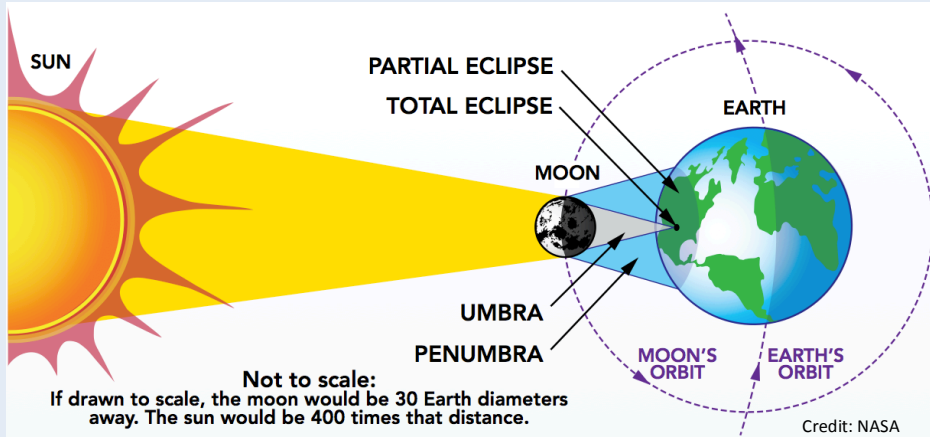 SUN
PARTIAL ECLIPSE
TOTAL ECLIPSE
EARTH
MOON
UMBRA
PENUMBRA
MOON'S
ORBIT
EARTH'S
ORBIT
Not to scale:
If drawn to scale, the moon would be 30 Earth diameters
away. The sun would be 400 times that distance.
Credit: NASA